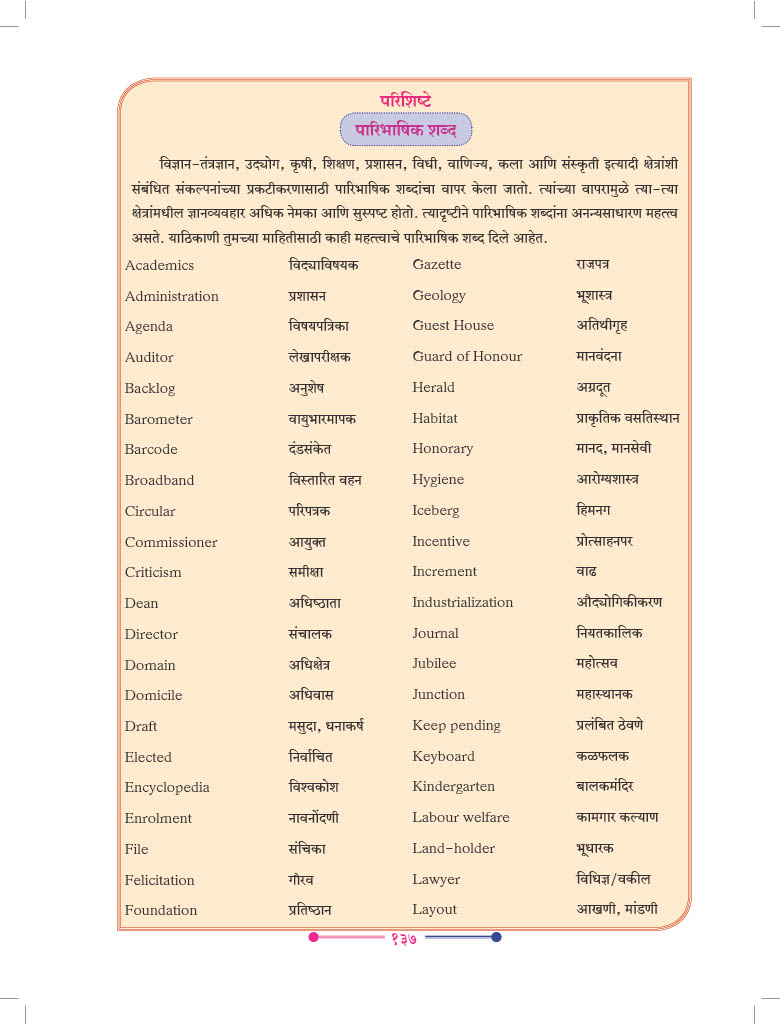 परिशिष्टे
पारिभाषिक शब्द
विज्ञान-तंत्रज्ञान, उद्योग, कृषी, शिक्षण, प्रशासन, विधी, वाणिज्य, कला आणि संस्कृती इत्यादी क्षेत्रांशी
संबंधित संकल्पनांच्या प्रकटीकरणासाठी पारिभाषिक शब्दांचा वापर केला जातो. त्यांच्या वापरामुळे त्या-त्या
क्षेत्रांमधील ज्ञानव्यवहार अधिक नेमका आणि सुस्पष्ट होतो. त्यादृष्टीने पारिभाषिक शब्दांना अनन्यसाधारण महत्त्व
असते. याठिकाणी तुमच्या माहितीसाठी काही महत्त्वाचे पारिभाषिक शब्द दिले आहेत.
Academics विद्याविषयक Gazette राजपत्र
Administration प्रशासन Geology भूशास्त्र
Agenda विषयपत्रिका Guest House अतिथीगृह
Auditor लेखापरीक्षक Guard of Honour मानवंदना
Backlog अनुशेष Herald अग्रदूत
Barometer वायुभारमापक Habitat प्राकृतिक वसतिस्थान
Barcode दंडसंकेत Honorary मानद, मानसेवी
Broadband विस्तारित वहन Hygiene आरोग्यशास्त्र
Circular परिपत्रक Iceberg हिमनग
Commissioner आयुक्त Incentive प्रोत्साहनपर
Criticism समीक्षा Increment वाढ
Dean अधिष्ठाता Industrialization औद्योगिकीकरण
Director संचालक Journal नियतकालिक
Domain अधिक्षेत्र Jubilee महोत्सव
Domicile अधिवास Junction महास्थानक
Draft मसुदा, धनाकर्ष Keep pending प्रलंबित ठेवणे
Elected निर्वाचित Keyboard कळफलक
Encyclopedia विश्वकोश Kindergarten बालकमंदिर
Enrolment नावनोंदणी Labour welfare कामगार कल्याण
File संचिका Land-holder भूधारक
Felicitation गौरव Lawyer विधिज्ञ/वकील
Foundation प्रतिष्ठान Layout आखणी, मांडणी
१३७